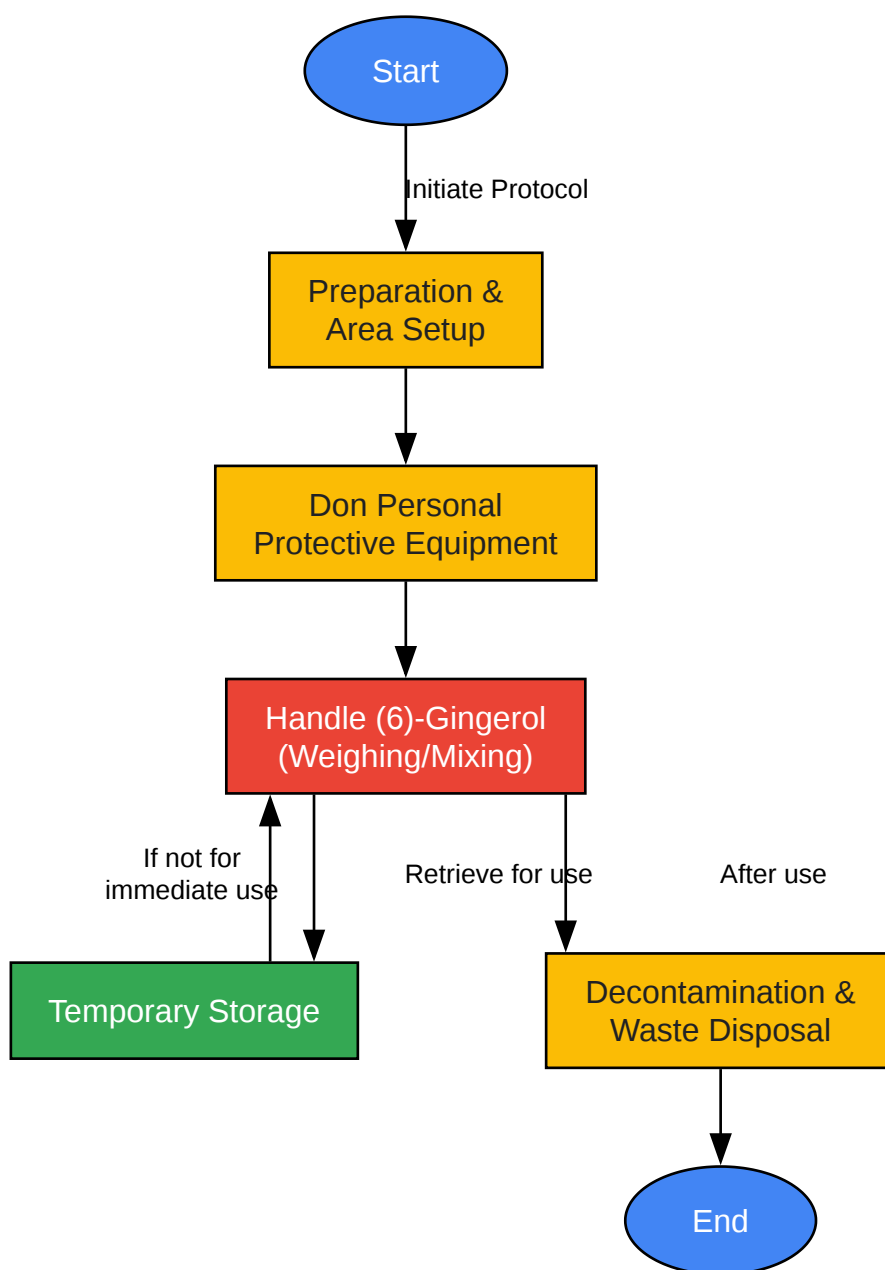 Start
Initiate Protocol
Preparation &
Area Setup
Don Personal
Protective Equipment
Handle (6)-Gingerol
(Weighing/Mixing)
If not for
immediate use
Retrieve for use
After use
Temporary Storage
Decontamination &
Waste Disposal
End